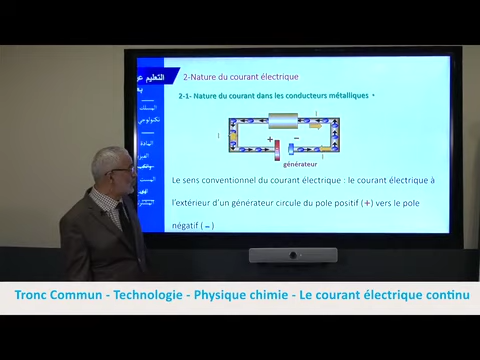 التعليم عن
2-Nature du courant électrique
2-1- Nature du courant dans les conducteurs métalliques
I
I
I
+ −
générateur
Le sens conventionnel du courant électrique : le courant électrique à
l'extérieur d'un générateur circule du pole positif (+) vers le pole
négatif (−)
Tronc Commun - Technologie - Physique chimie - Le courant électrique continu